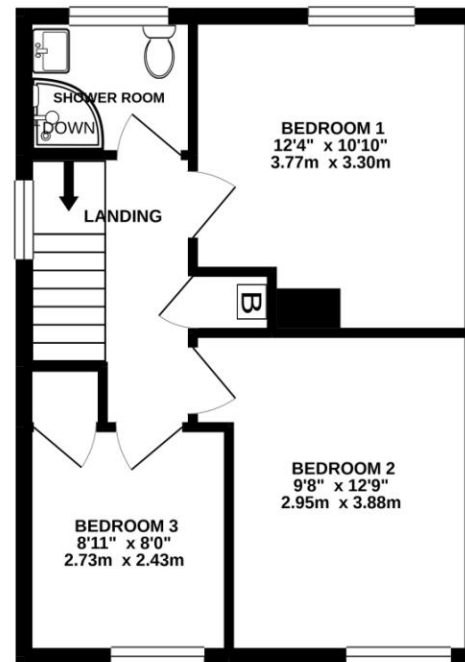 SHOWER ROOM
DOWN
LANDING
BEDROOM 1
12'4" x 10'10"
3.77m x 3.30m
B
BEDROOM 2
9'8" x 12'9"
2.95m x 3.88m
BEDROOM 3
8'11" x 8'0"
2.73m x 2.43m